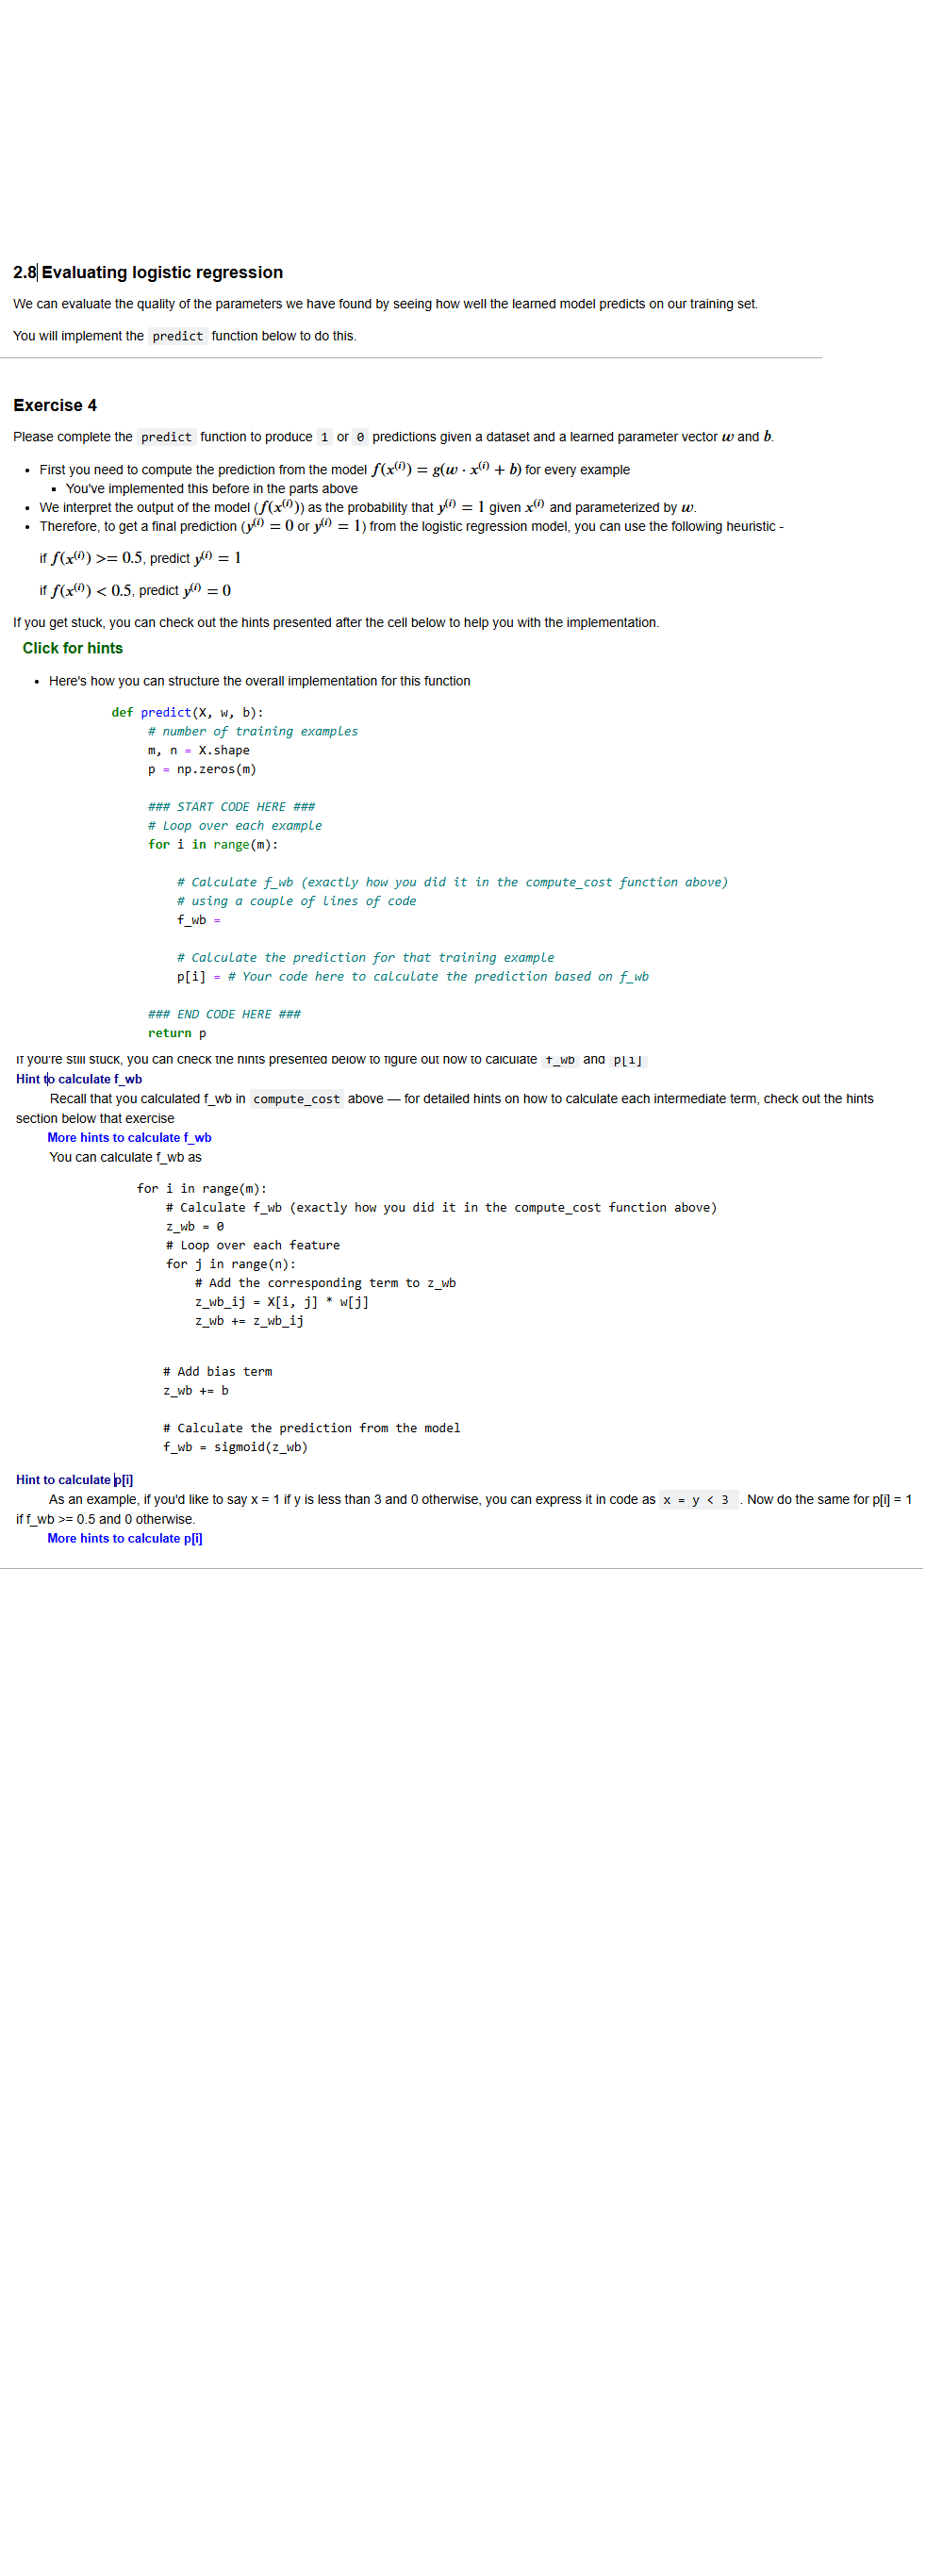 2.8 Evaluating logistic regression
We can evaluate the quality of the parameters we have found by seeing how well the learned model predicts on our training set.
You will implement the predict function below to do this.
Exercise 4
Please complete the predict function to produce 1 or 0 predictions given a dataset and a learned parameter vector w and b.
• First you need to compute the prediction from the model f(x⁽ⁱ⁾) = g(w · x⁽ⁱ⁾ + b) for every example
▪ You've implemented this before in the parts above
• We interpret the output of the model (f(x⁽ⁱ⁾)) as the probability that y⁽ⁱ⁾ = 1 given x⁽ⁱ⁾ and parameterized by w.
• Therefore, to get a final prediction (y⁽ⁱ⁾ = 0 or y⁽ⁱ⁾ = 1) from the logistic regression model, you can use the following heuristic -
if f(x⁽ⁱ⁾) >= 0.5, predict y⁽ⁱ⁾ = 1
if f(x⁽ⁱ⁾) < 0.5, predict y⁽ⁱ⁾ = 0
If you get stuck, you can check out the hints presented after the cell below to help you with the implementation.
Click for hints
• Here's how you can structure the overall implementation for this function
def predict(X, w, b):
# number of training examples
m, n = X.shape
p = np.zeros(m)
### START CODE HERE ###
# Loop over each example
for i in range(m):
# Calculate f_wb (exactly how you did it in the compute_cost function above)
# using a couple of lines of code
f_wb =
# Calculate the prediction for that training example
p[i] = # Your code here to calculate the prediction based on f_wb
### END CODE HERE ###
return p
If you're still stuck, you can check the hints presented below to figure out how to calculate f_wb and p[i]
Hint to calculate f_wb
Recall that you calculated f_wb in compute_cost above — for detailed hints on how to calculate each intermediate term, check out the hints
section below that exercise
More hints to calculate f_wb
You can calculate f_wb as
for i in range(m):
# Calculate f_wb (exactly how you did it in the compute_cost function above)
z_wb = 0
# Loop over each feature
for j in range(n):
# Add the corresponding term to z_wb
z_wb_ij = X[i, j] * w[j]
z_wb += z_wb_ij
# Add bias term
z_wb += b
# Calculate the prediction from the model
f_wb = sigmoid(z_wb)
Hint to calculate p[i]
As an example, if you'd like to say x = 1 if y is less than 3 and 0 otherwise, you can express it in code as x = y < 3 . Now do the same for p[i] = 1
if f_wb >= 0.5 and 0 otherwise.
More hints to calculate p[i]